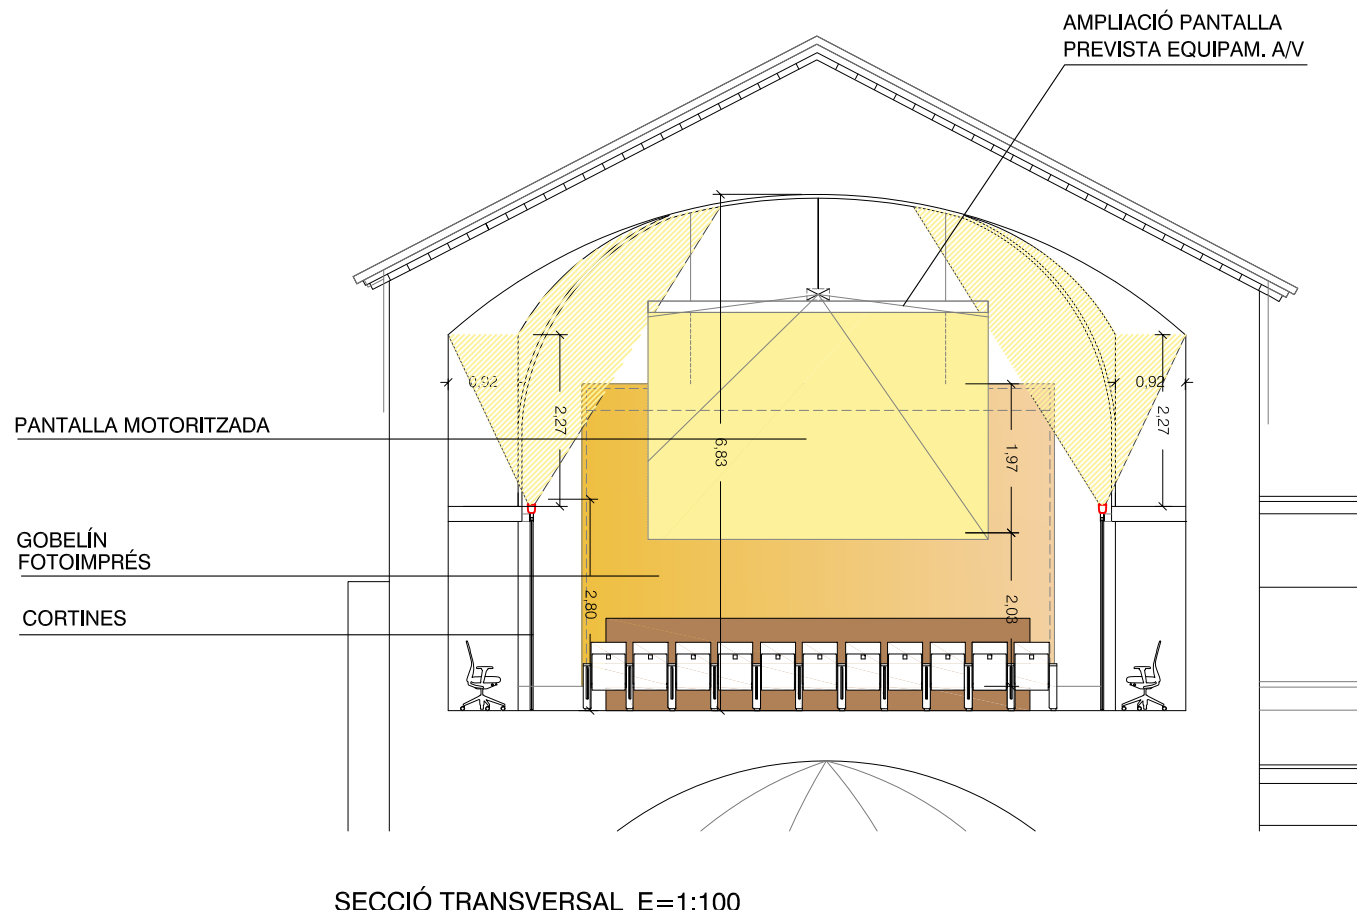 AMPLIACIÓ PANTALLA
PREVISTA EQUIPAM. A/V
0,92
0,92
2,27
2,27
PANTALLA MOTORITZADA
6,83
1,97
GOBELÍN
FOTOIMPRÉS
2,80
2,03
CORTINES
SECCIÓ TRANSVERSAL E=1:100